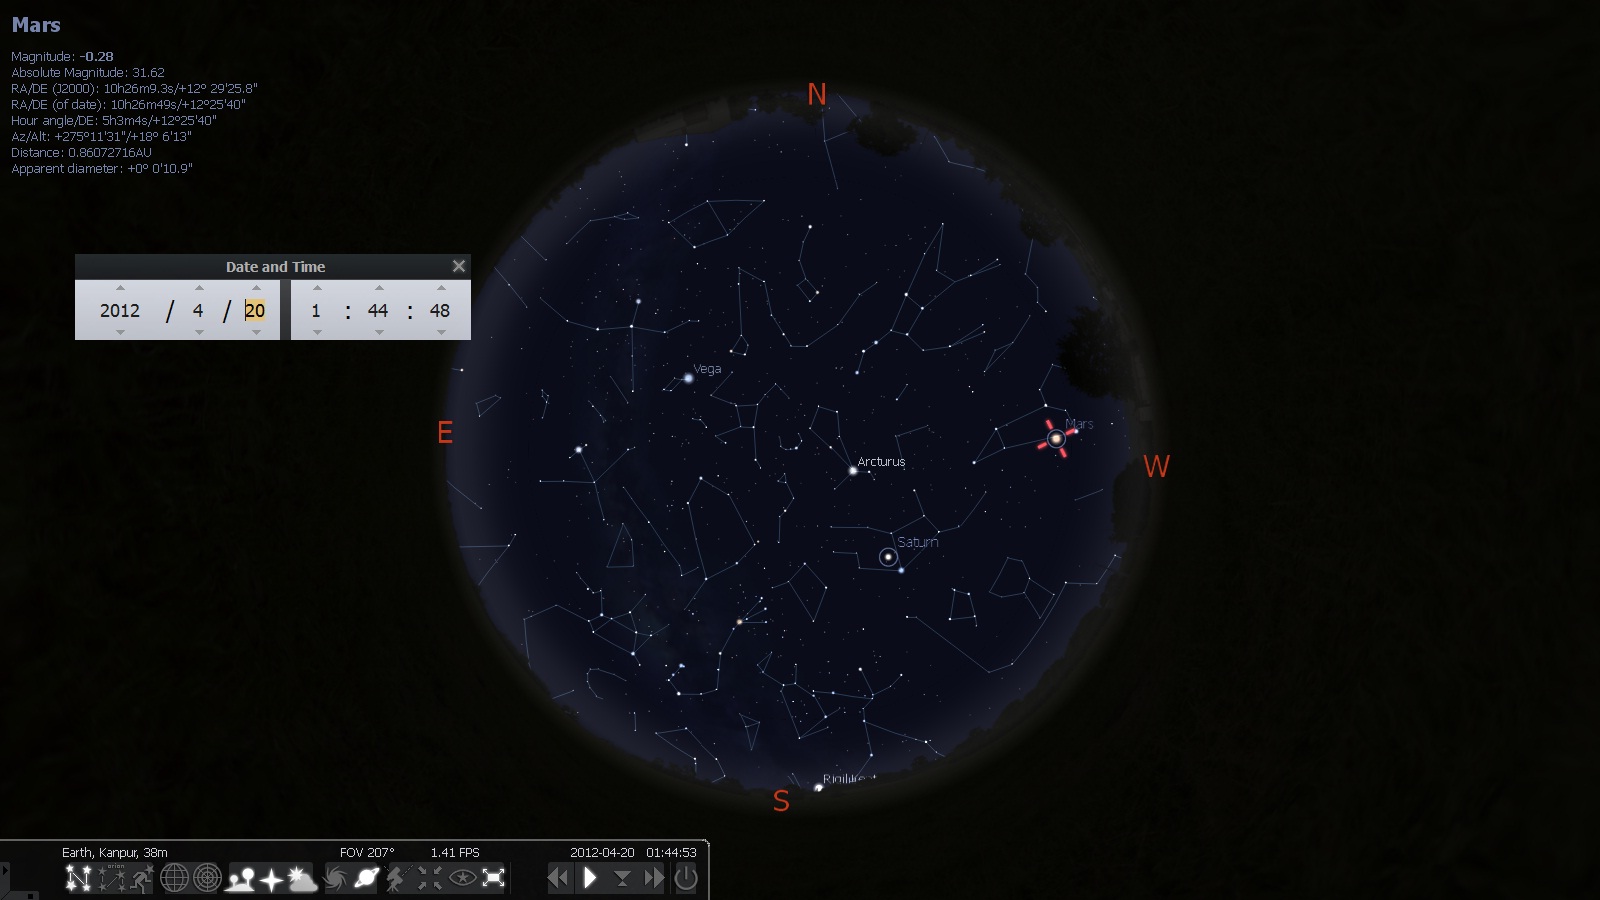 Mars
Magnitude: -0.28
Absolute Magnitude: 31.62
RA/DE (J2000): 10h26m9.3s/+12° 29'25.8"
RA/DE (of date): 10h26m49s/+12°25'40"
Hour angle/DE: 5h3m4s/+12°25'40"
Az/Alt: +275°11'31"/+18° 6'13"
Distance: 0.86072716AU
Apparent diameter: +0° 0'10.9"
N
Date and Time
2012 / 4 / 20 1 : 44 : 48
Vega
E
Mars
Arcturus
W
Saturn
S
Earth, Kanpur, 38m FOV 207° 1.41 FPS 2012-04-20 01:44:53